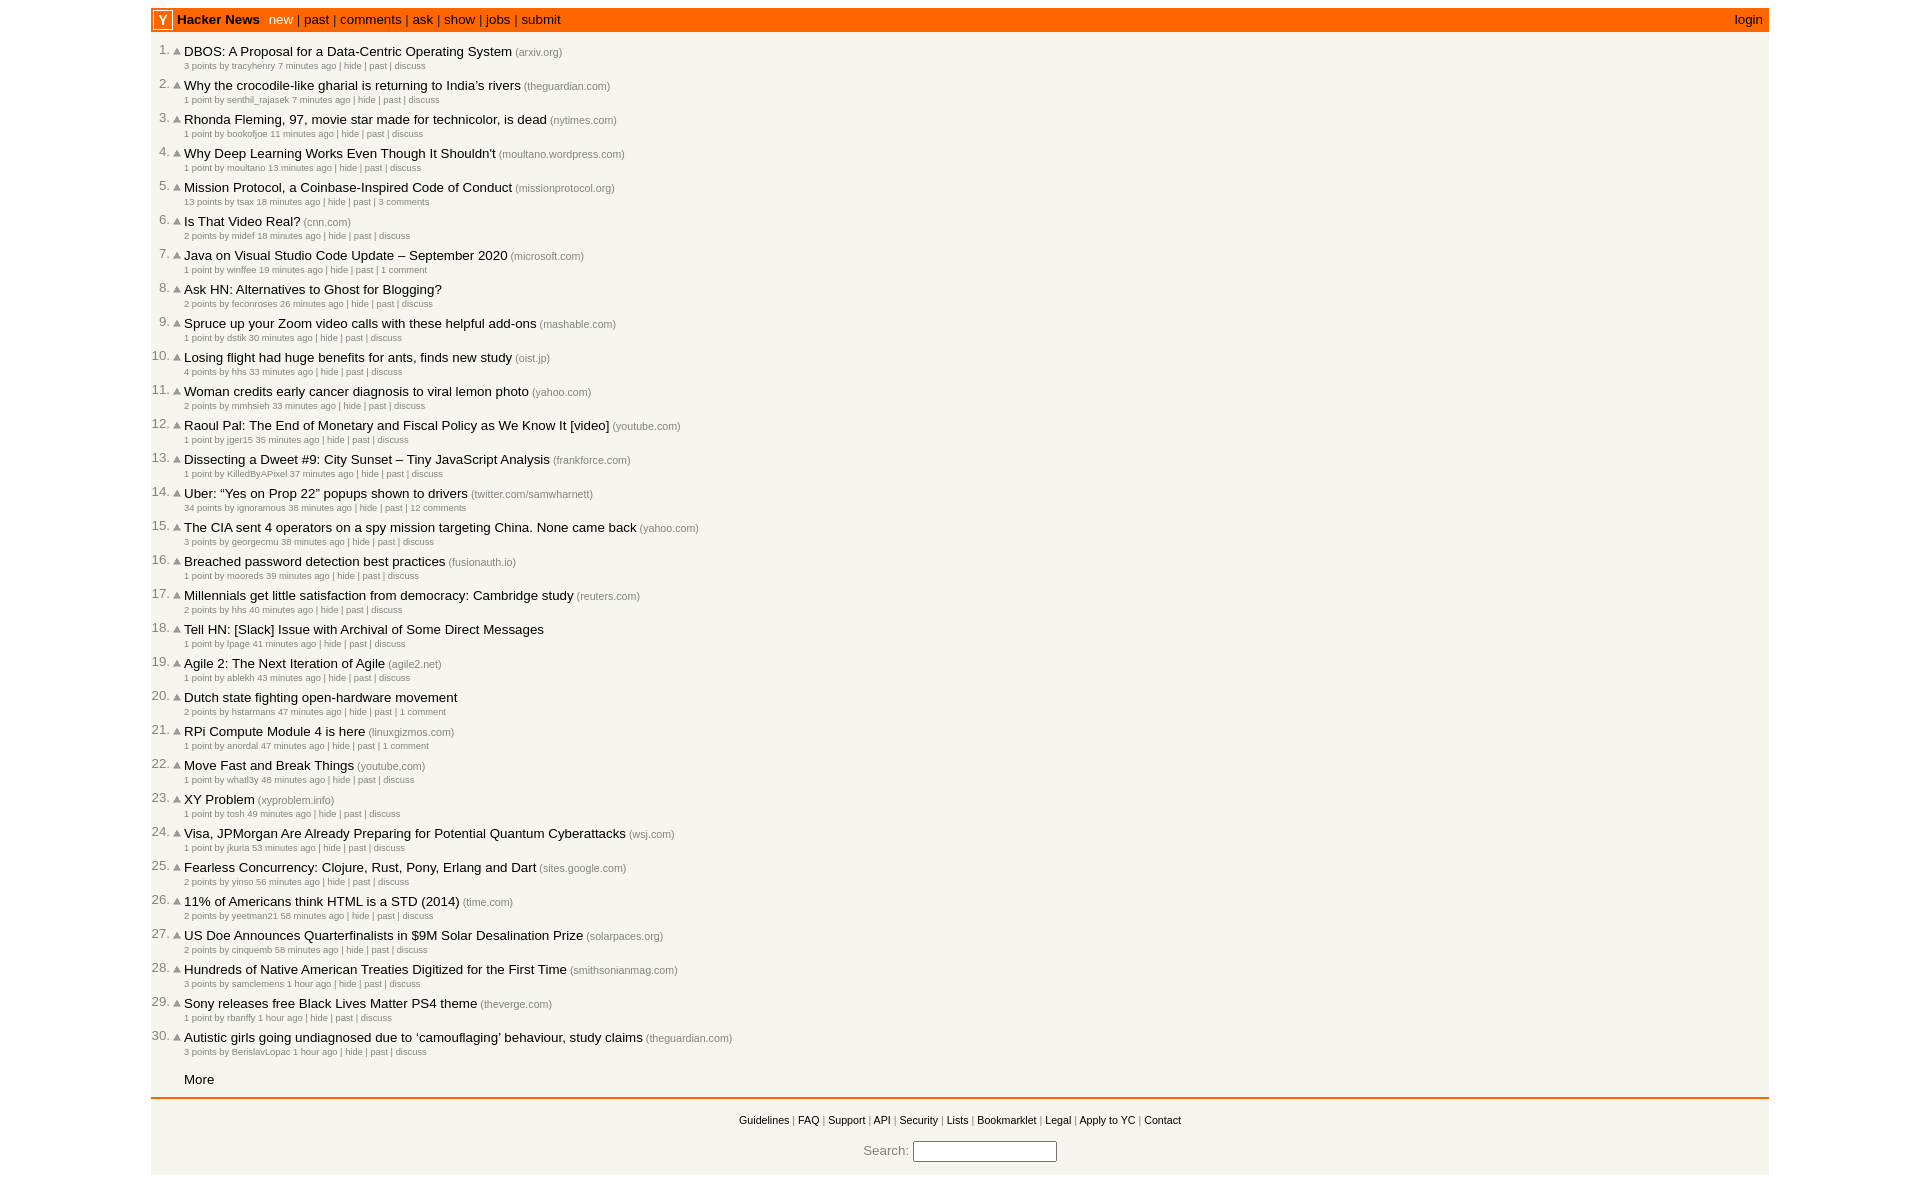 Y Hacker News new | past | comments | ask | show | jobs | submit login
1. DBOS: A Proposal for a Data-Centric Operating System (arxiv.org)
3 points by tracyhenry 7 minutes ago | hide | past | discuss
2. Why the crocodile-like gharial is returning to India's rivers (theguardian.com)
1 point by senthil_rajasek 7 minutes ago | hide | past | discuss
3. Rhonda Fleming, 97, movie star made for technicolor, is dead (nytimes.com)
1 point by bookofjoe 11 minutes ago | hide | past | discuss
4. Why Deep Learning Works Even Though It Shouldn't (moultano.wordpress.com)
1 point by moultano 13 minutes ago | hide | past | discuss
5. Mission Protocol, a Coinbase-Inspired Code of Conduct (missionprotocol.org)
13 points by tsax 18 minutes ago | hide | past | 3 comments
6. Is That Video Real? (cnn.com)
2 points by midef 18 minutes ago | hide | past | discuss
7. Java on Visual Studio Code Update – September 2020 (microsoft.com)
1 point by winffee 19 minutes ago | hide | past | 1 comment
8. Ask HN: Alternatives to Ghost for Blogging?
2 points by feconroses 26 minutes ago | hide | past | discuss
9. Spruce up your Zoom video calls with these helpful add-ons (mashable.com)
1 point by dstik 30 minutes ago | hide | past | discuss
10. Losing flight had huge benefits for ants, finds new study (oist.jp)
4 points by hhs 33 minutes ago | hide | past | discuss
11. Woman credits early cancer diagnosis to viral lemon photo (yahoo.com)
2 points by mmhsieh 33 minutes ago | hide | past | discuss
12. Raoul Pal: The End of Monetary and Fiscal Policy as We Know It [video] (youtube.com)
1 point by jger15 35 minutes ago | hide | past | discuss
13. Dissecting a Dweet #9: City Sunset – Tiny JavaScript Analysis (frankforce.com)
1 point by KilledByAPixel 37 minutes ago | hide | past | discuss
14. Uber: “Yes on Prop 22” popups shown to drivers (twitter.com/samwharnett)
34 points by ignoramous 38 minutes ago | hide | past | 12 comments
15. The CIA sent 4 operators on a spy mission targeting China. None came back (yahoo.com)
3 points by georgecmu 38 minutes ago | hide | past | discuss
16. Breached password detection best practices (fusionauth.io)
1 point by mooreds 39 minutes ago | hide | past | discuss
17. Millennials get little satisfaction from democracy: Cambridge study (reuters.com)
2 points by hhs 40 minutes ago | hide | past | discuss
18. Tell HN: [Slack] Issue with Archival of Some Direct Messages
1 point by lpage 41 minutes ago | hide | past | discuss
19. Agile 2: The Next Iteration of Agile (agile2.net)
1 point by ablekh 43 minutes ago | hide | past | discuss
20. Dutch state fighting open-hardware movement
2 points by hstarmans 47 minutes ago | hide | past | 1 comment
21. RPi Compute Module 4 is here (linuxgizmos.com)
1 point by anordal 47 minutes ago | hide | past | 1 comment
22. Move Fast and Break Things (youtube.com)
1 point by whatl3y 48 minutes ago | hide | past | discuss
23. XY Problem (xyproblem.info)
1 point by tosh 49 minutes ago | hide | past | discuss
24. Visa, JPMorgan Are Already Preparing for Potential Quantum Cyberattacks (wsj.com)
1 point by jkuria 53 minutes ago | hide | past | discuss
25. Fearless Concurrency: Clojure, Rust, Pony, Erlang and Dart (sites.google.com)
2 points by yinso 56 minutes ago | hide | past | discuss
26. 11% of Americans think HTML is a STD (2014) (time.com)
2 points by yeetman21 58 minutes ago | hide | past | discuss
27. US Doe Announces Quarterfinalists in $9M Solar Desalination Prize (solarpaces.org)
2 points by cinquemb 58 minutes ago | hide | past | discuss
28. Hundreds of Native American Treaties Digitized for the First Time (smithsonianmag.com)
3 points by samclemens 1 hour ago | hide | past | discuss
29. Sony releases free Black Lives Matter PS4 theme (theverge.com)
1 point by rbanffy 1 hour ago | hide | past | discuss
30. Autistic girls going undiagnosed due to ‘camouflaging’ behaviour, study claims (theguardian.com)
3 points by BerislavLopac 1 hour ago | hide | past | discuss
More
Guidelines | FAQ | Support | API | Security | Lists | Bookmarklet | Legal | Apply to YC | Contact
Search: